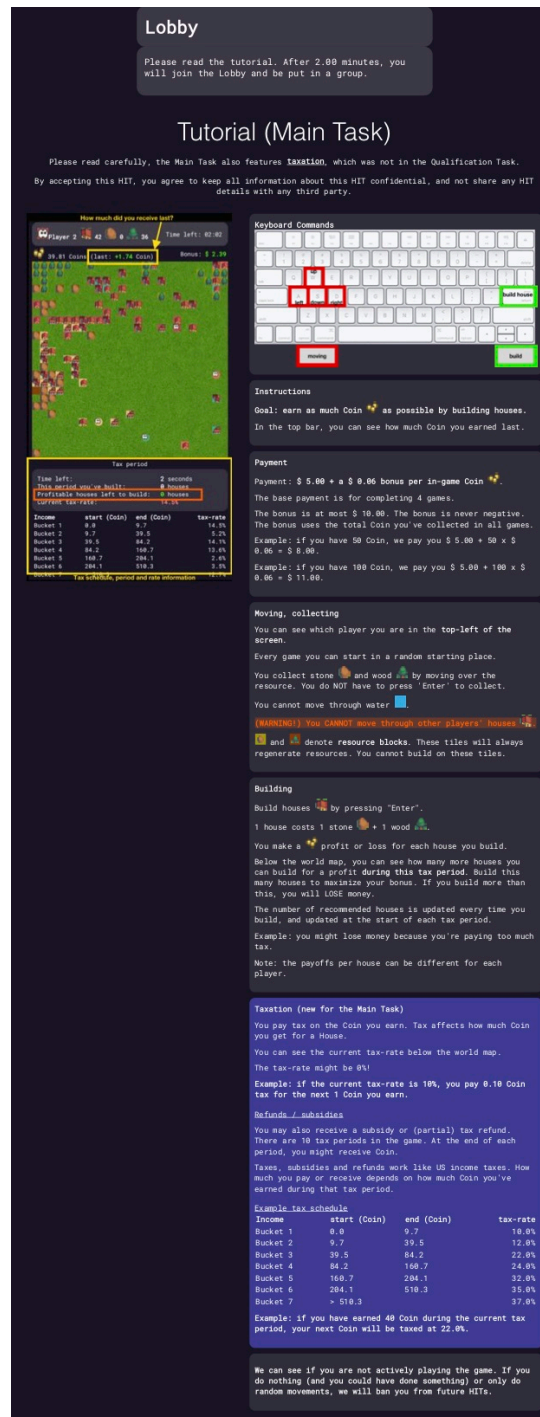 Lobby
Please read the tutorial. After 2.00 minutes, you
will join the Lobby and be put in a group.
Tutorial (Main Task)
Please read carefully, the Main Task also features taxation, which was not in the Qualification Task.
By accepting this HIT, you agree to keep all information about this HIT confidential, and not share any HIT
details with any third party.
How much did you receive last?
Player 2 42 0 36 Time left: 02:02
39.81 Coins (last: +1.74 Coin) Bonus: $ 2.39
Tax period
Time left: 2 seconds
This period you've built: 0 houses
Profitable houses left to build: 0 houses
Current tax-rate: 14.5%
Income start (Coin) end (Coin) tax-rate
Bucket 1 0.0 9.7 14.5%
Bucket 2 9.7 39.5 5.2%
Bucket 3 39.5 84.2 14.1%
Bucket 4 84.2 160.7 13.6%
Bucket 5 160.7 204.1 2.6%
Bucket 6 204.1 510.3 3.5%
Tax schedule, period and rate information
Keyboard Commands
up
left down right
build house
moving
build
Instructions
Goal: earn as much Coin as possible by building houses.
In the top bar, you can see how much Coin you earned last.
Payment
Payment: $ 5.00 + a $ 0.06 bonus per in-game Coin .
The base payment is for completing 4 games.
The bonus is at most $ 10.00. The bonus is never negative.
The bonus uses the total Coin you've collected in all games.
Example: if you have 50 Coin, we pay you $ 5.00 + 50 x $
0.06 = $ 8.00.
Example: if you have 100 Coin, we pay you $ 5.00 + 100 x $
0.06 = $ 11.00.
Moving, collecting
You can see which player you are in the top-left of the
screen.
Every game you can start in a random starting place.
You collect stone and wood by moving over the
resource. You do NOT have to press 'Enter' to collect.
You cannot move through water .
(WARNING!) You CANNOT move through other players' houses .
and denote resource blocks. These tiles will always
regenerate resources. You cannot build on these tiles.
Building
Build houses by pressing "Enter".
1 house costs 1 stone + 1 wood .
You make a profit or loss for each house you build.
Below the world map, you can see how many more houses you
can build for a profit during this tax period. Build this
many houses to maximize your bonus. If you build more than
this, you will LOSE money.
The number of recommended houses is updated every time you
build, and updated at the start of each tax period.
Example: you might lose money because you're paying too much
tax.
Note: the payoffs per house can be different for each
player.
Taxation (new for the Main Task)
You pay tax on the Coin you earn. Tax affects how much Coin
you get for a House.
You can see the current tax-rate below the world map.
The tax-rate might be 0%!
Example: if the current tax-rate is 10%, you pay 0.10 Coin
tax for the next 1 Coin you earn.
Refunds / subsidies
You may also receive a subsidy or (partial) tax refund.
There are 10 tax periods in the game. At the end of each
period, you might receive Coin.
Taxes, subsidies and refunds work like US income taxes. How
much you pay or receive depends on how much Coin you've
earned during that tax period.
Example tax schedule
Income start (Coin) end (Coin) tax-rate
Bucket 1 0.0 9.7 10.0%
Bucket 2 9.7 39.5 12.0%
Bucket 3 39.5 84.2 22.0%
Bucket 4 84.2 160.7 24.0%
Bucket 5 160.7 204.1 32.0%
Bucket 6 204.1 510.3 35.0%
Bucket 7 > 510.3 37.0%
Example: if you have earned 40 Coin during the current tax
period, your next Coin will be taxed at 22.0%.
We can see if you are not actively playing the game. If you
do nothing (and you could have done something) or only do
random movements, we will ban you from future HITs.